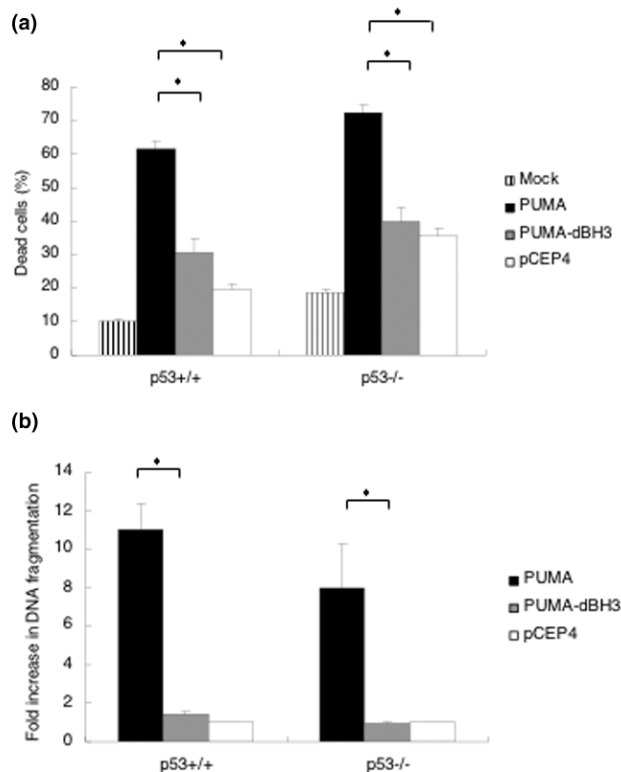 (a)
Dead cells (%)
80
70
60
50
40
30
20
10
0
p53+/+
p53-/-
Mock
PUMA
PUMA-dBH3
pCEP4
(b)
Fold increase in DNA fragmentation
14
12
10
8
6
4
2
0
p53+/+
p53-/-
PUMA
PUMA-dBH3
pCEP4